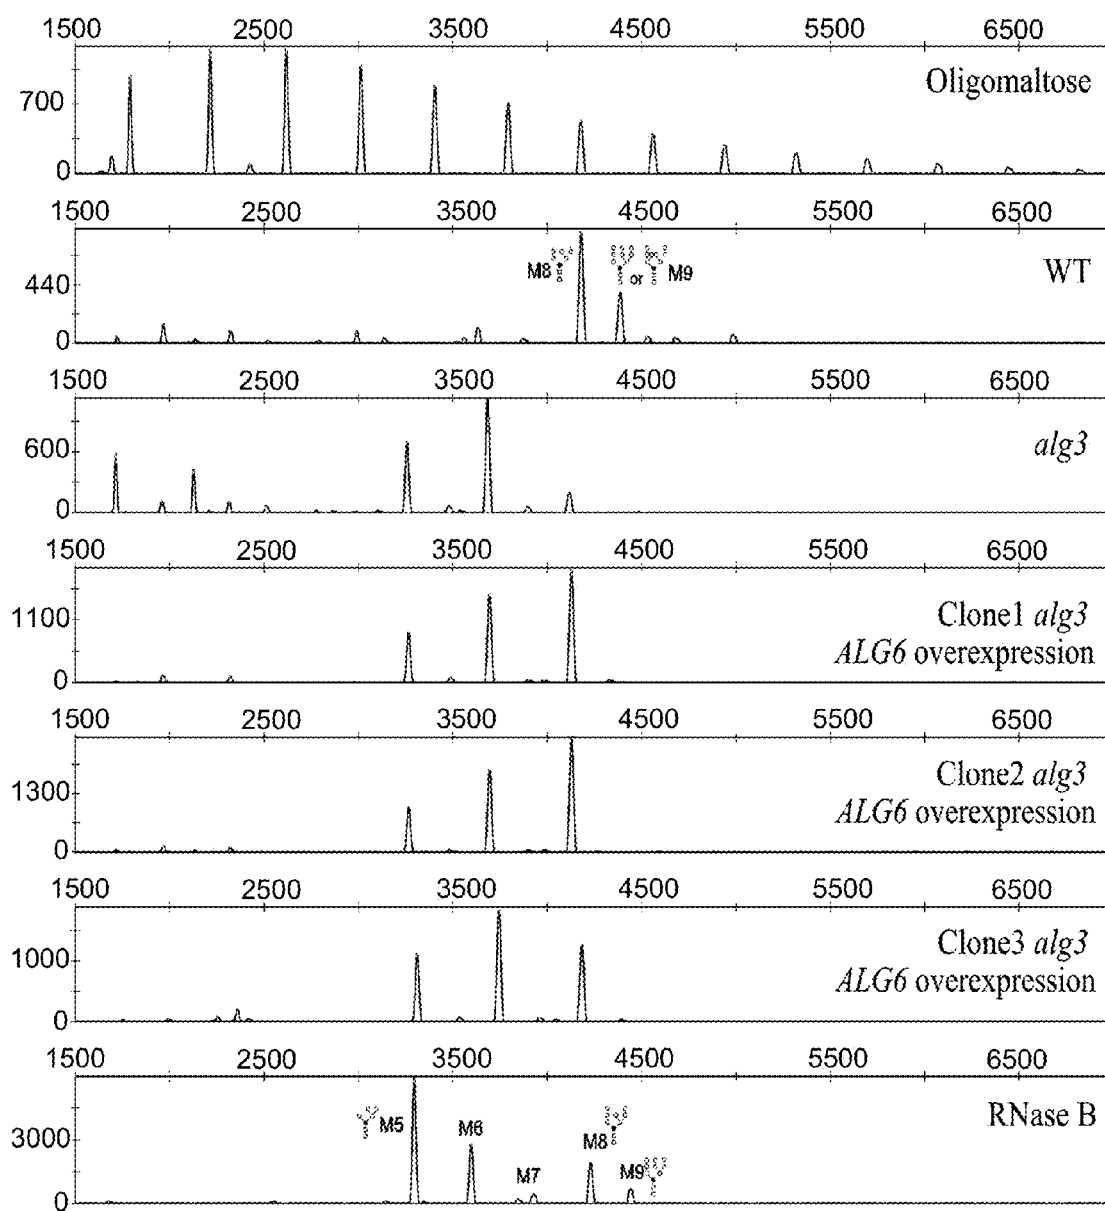 1500 2500 3500 4500 5500 6500
Oligomaltose
700
0
1500 2500 3500 4500 5500 6500
M8 or M9
WT
440
0
1500 2500 3500 4500 5500 6500
alg3
600
0
1500 2500 3500 4500 5500 6500
Clone1 alg3
ALG6 overexpression
1100
0
1500 2500 3500 4500 5500 6500
Clone2 alg3
ALG6 overexpression
1300
0
1500 2500 3500 4500 5500 6500
Clone3 alg3
ALG6 overexpression
1000
0
1500 2500 3500 4500 5500 6500
RNase B
M5 M6 M7 M8 M9
3000
0